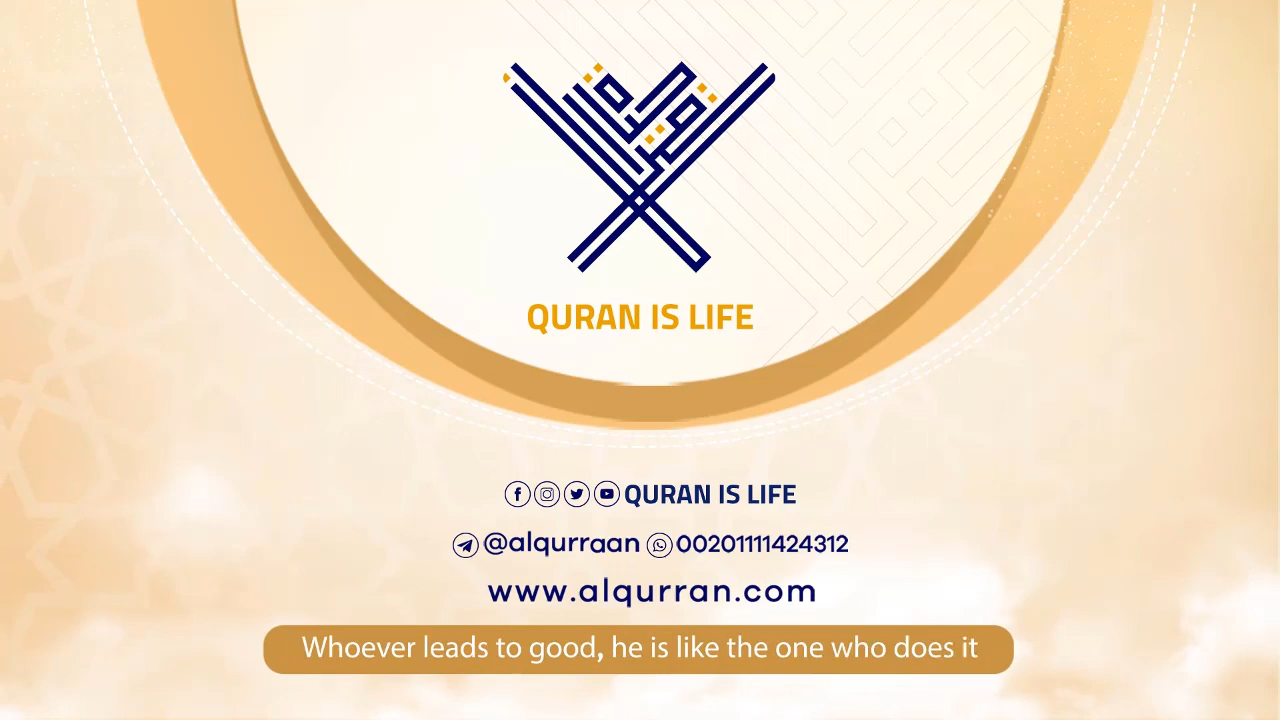 QURAN IS LIFE
QURAN IS LIFE
@alqurraan 00201111424312
www.alqurran.com
Whoever leads to good, he is like the one who does it